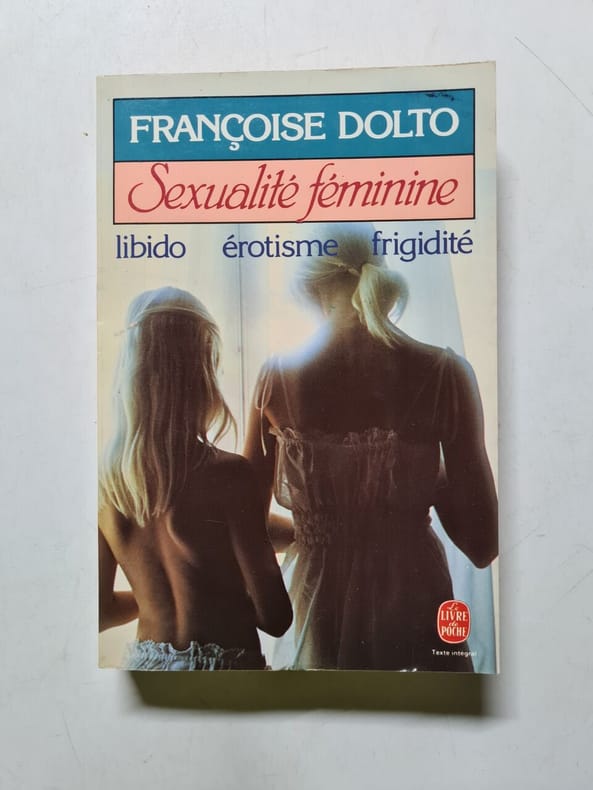 FRANÇOISE DOLTO
Sexualité féminine
libido érotisme frigidité
Le
LIVRE
de
POCHE
Texte intégral